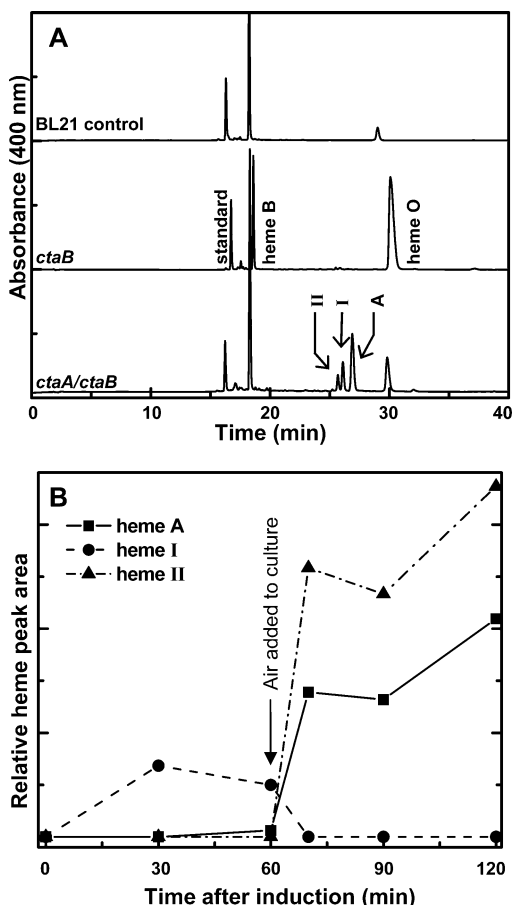 A
Absorbance (400 nm)
BL21 control
ctaB
standard
heme B
heme O
II
I
A
ctaA/ctaB
0
10
20
30
40
Time (min)
B
heme A
heme I
heme II
Air added to culture
Relative heme peak area
0
30
60
90
120
Time after induction (min)